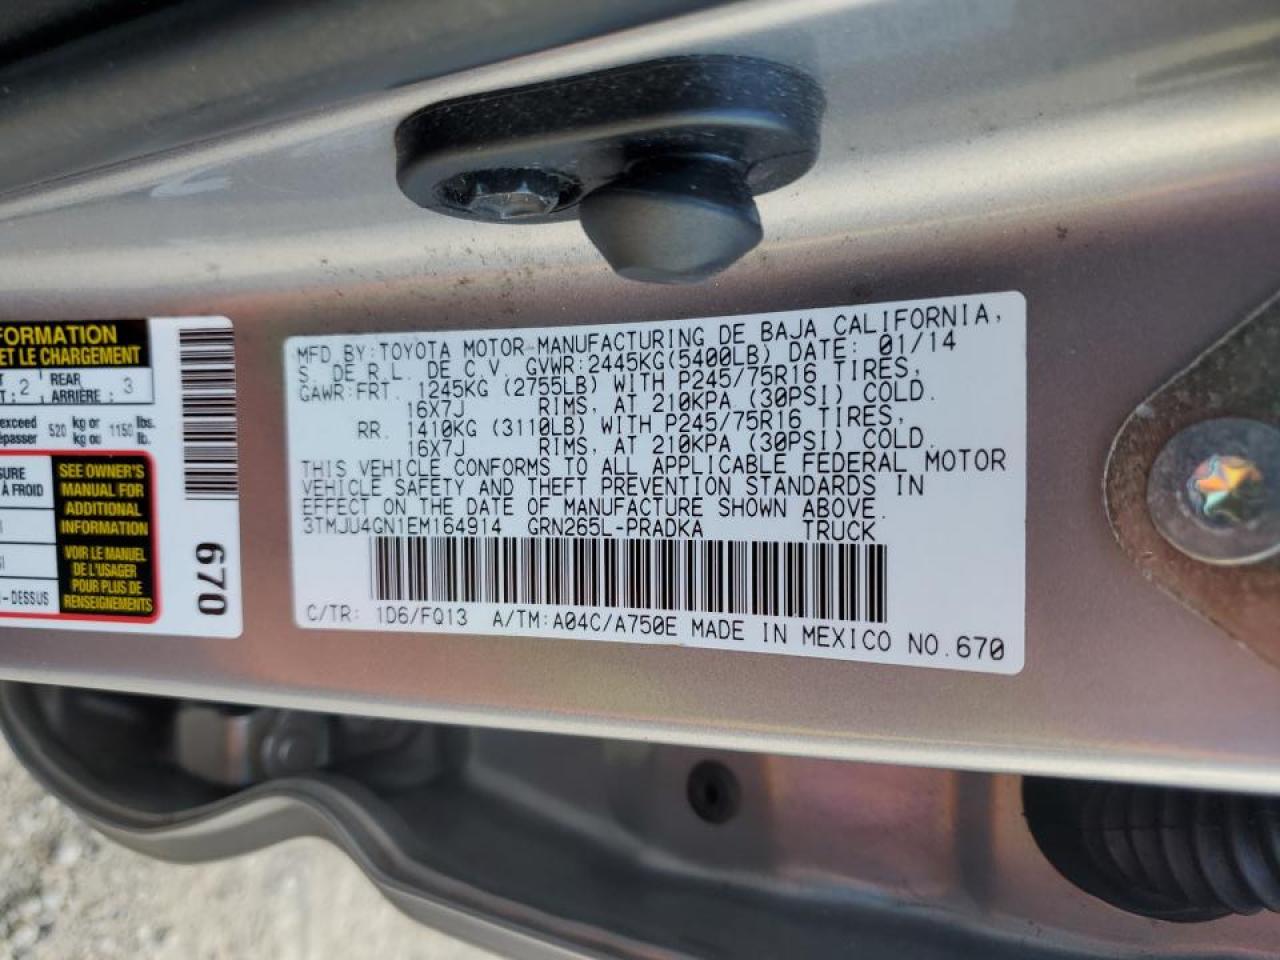 FORMATION
ET LE CHARGEMENT
: 2 REAR ARRIÈRE : 3
exceed 520 kg or 1150 lbs.
kg ou lb.
À FROID
SEE OWNER'S
MANUAL FOR
ADDITIONAL
INFORMATION
VOIR LE MANUEL
DE L'USAGER
POUR PLUS DE
RENSEIGNEMENTS
- DESSUS
670
MFD BY: TOYOTA MOTOR MANUFACTURING DE BAJA CALIFORNIA,
S. DE R.L. DE C.V. GVWR:2445KG(5400LB) DATE: 01/14
GAWR:FRT. 1245KG (2755LB) WITH P245/75R16 TIRES,
16X7J RIMS, AT 210KPA (30PSI) COLD.
RR. 1410KG (3110LB) WITH P245/75R16 TIRES,
16X7J RIMS, AT 210KPA (30PSI) COLD.
THIS VEHICLE CONFORMS TO ALL APPLICABLE FEDERAL MOTOR
VEHICLE SAFETY AND THEFT PREVENTION STANDARDS IN
EFFECT ON THE DATE OF MANUFACTURE SHOWN ABOVE.
3TMJU4GN1EM164914 GRN265L-PRADKA TRUCK
C/TR: 1D6/FQ13 A/TM:A04C/A750E MADE IN MEXICO NO.670